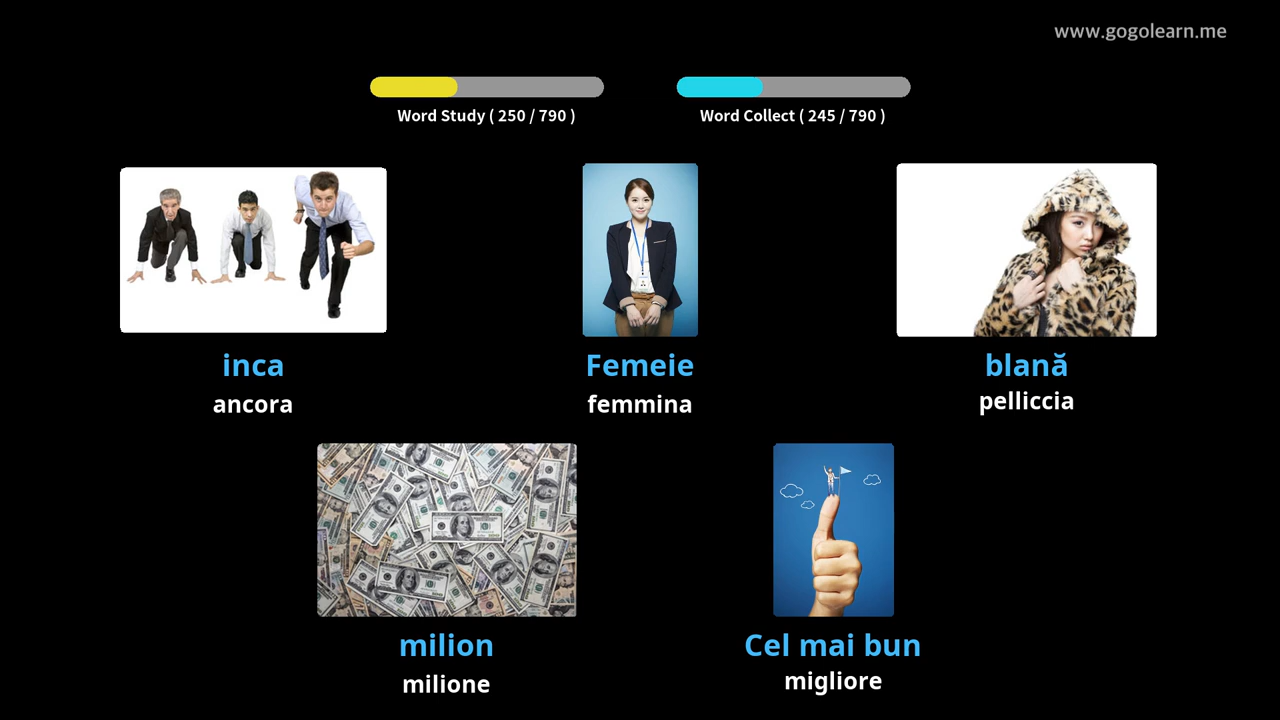 www.gogolearn.me
Word Study ( 250 / 790 )
Word Collect ( 245 / 790 )
inca
ancora
Femeie
femmina
blană
pelliccia
milion
milione
Cel mai bun
migliore